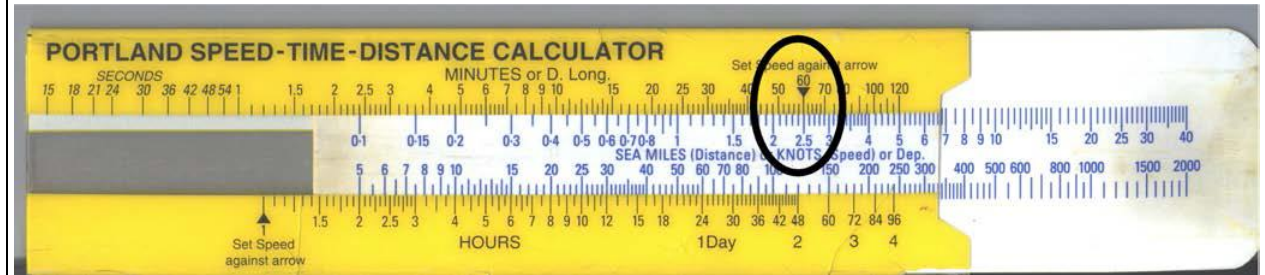 PORTLAND SPEED-TIME-DISTANCE CALCULATOR
SECONDS
MINUTES or D. Long.
Set Speed against arrow
60
15 18 21 24 30 36 42 48 54 1 1.5 2 2.5 3 4 5 6 7 8 9 10 15 20 25 30 40 50 70 80 100 120
0·1 0·15 0·2 0·3 0·4 0·5 0·6 0·7 0·8 1 1.5 2 2.5 3 4 5 6 7 8 9 10 15 20 25 30 40
SEA MILES (Distance) or KNOTS (Speed) or Dep.
5 6 7 8 9 10 15 20 25 30 40 50 60 70 80 100 150 200 250 300 400 500 600 800 1000 1500 2000
1 1.5 2 2.5 3 4 5 6 7 8 9 10 12 15 18 24 30 36 42 48 60 72 84 96
Set Speed
against arrow
HOURS 1Day 2 3 4